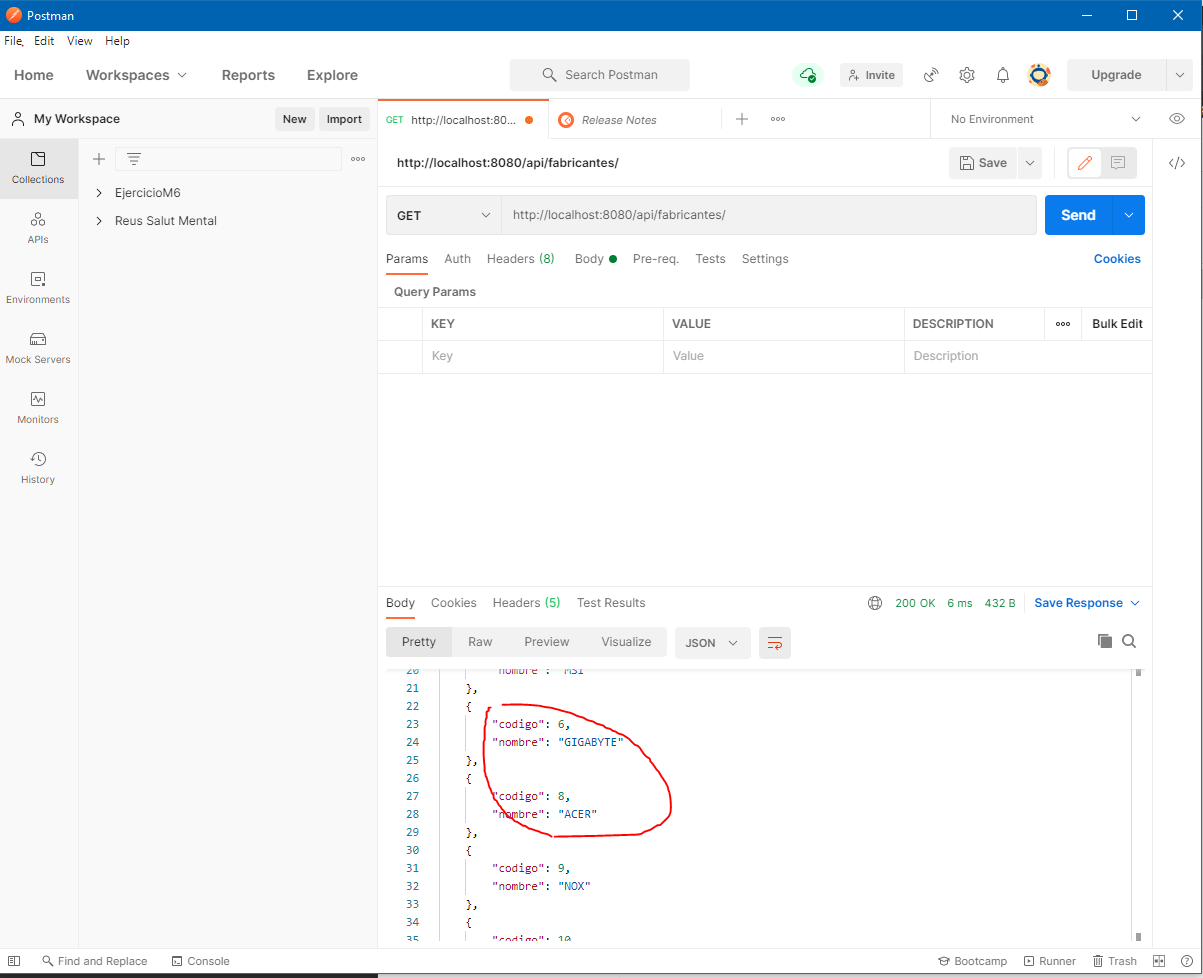 Postman
File, Edit View Help
Home Workspaces Reports Explore Search Postman Invite Upgrade
My Workspace New Import GET http://localhost:80... Release Notes No Environment
Collections
APIs
Environments
Mock Servers
Monitors
History
EjercicioM6
Reus Salut Mental
http://localhost:8080/api/fabricantes/ Save
GET http://localhost:8080/api/fabricantes/ Send
Params Auth Headers (8) Body Pre-req. Tests Settings Cookies
Query Params
KEY VALUE DESCRIPTION Bulk Edit
Key Value Description
Body Cookies Headers (5) Test Results 200 OK 6 ms 432 B Save Response
Pretty Raw Preview Visualize JSON
20 "nombre": "MSI"
21 },
22 {
23 "codigo": 6,
24 "nombre": "GIGABYTE"
25 },
26 {
27 "codigo": 8,
28 "nombre": "ACER"
29 },
30 {
31 "codigo": 9,
32 "nombre": "NOX"
33 },
34 {
35 "codigo": 10,
Find and Replace Console Bootcamp Runner Trash